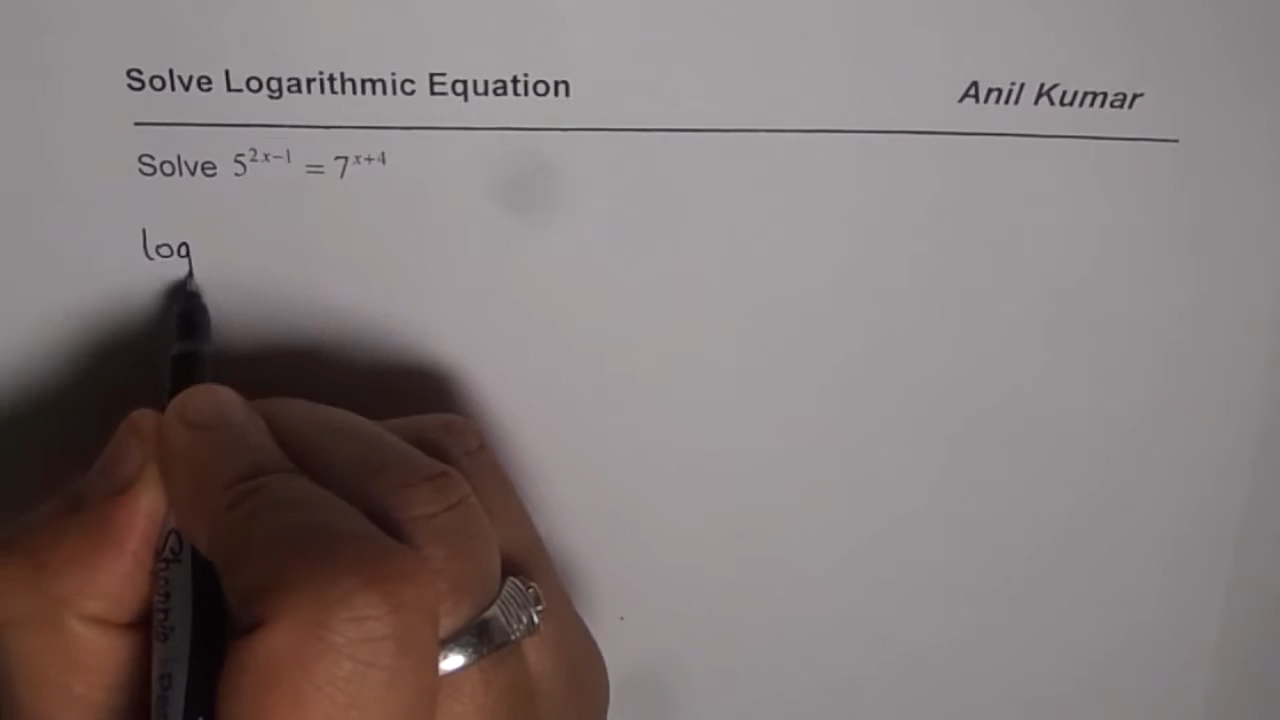 Solve Logarithmic Equation Anil Kumar
Solve 5^{2x-1} = 7^{x+4}
log